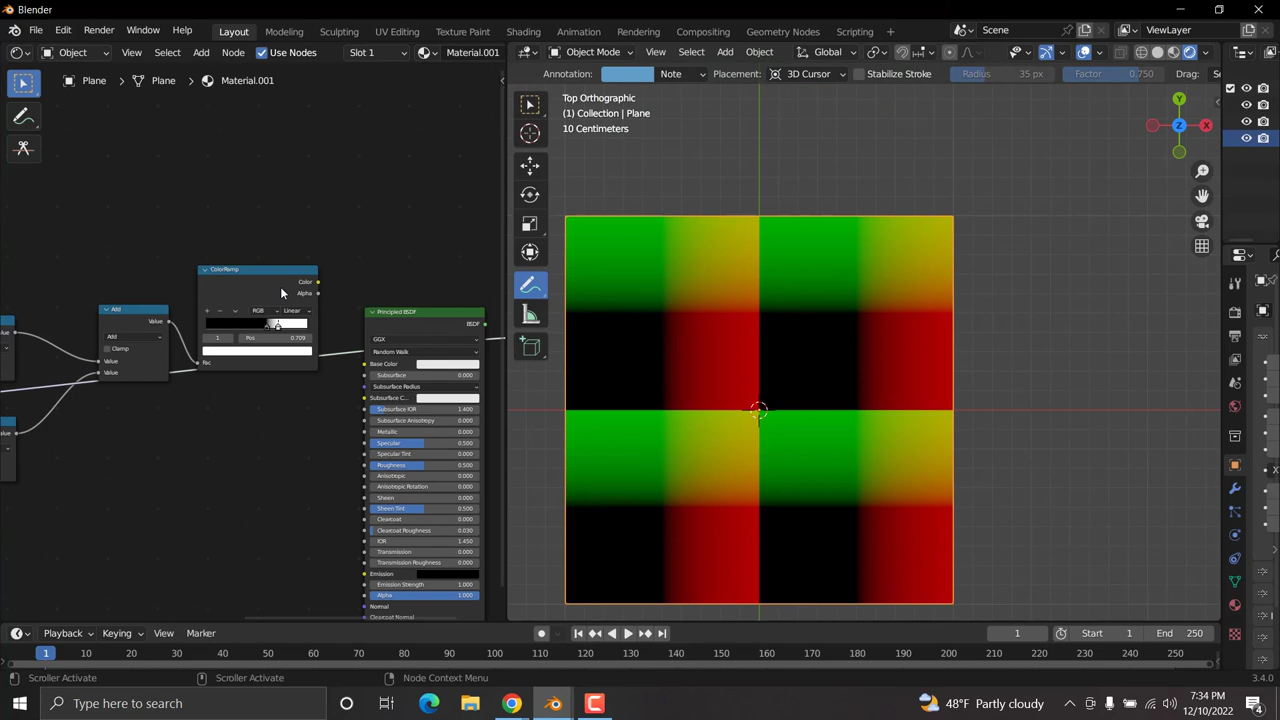 Blender
File Edit Render Window Help Layout Modeling Sculpting UV Editing Texture Paint Shading Animation Rendering Compositing Geometry Nodes Scripting Scene ViewLayer
Object View Select Add Node Use Nodes Slot 1 Material.001 Object Mode View Select Add Object Global
Annotation: Note Placement: 3D Cursor Stabilize Stroke Radius 35 px Factor 0.750 Drag:
Plane Plane Material.001
Top Orthographic
(1) Collection | Plane
10 Centimeters
Y
Z X
ColorRamp
Color
Alpha
RGB Linear
1 Pos 0.709
Fac
Add
Value
Add
Clamp
Value
Value
Principled BSDF
BSDF
GGX
Random Walk
Base Color
Subsurface 0.000
Subsurface Radius
Subsurface C...
Subsurface IOR 1.400
Subsurface Anisotropy 0.000
Metallic 0.000
Specular 0.500
Specular Tint 0.000
Roughness 0.500
Anisotropic 0.000
Anisotropic Rotation 0.000
Sheen 0.000
Sheen Tint 0.500
Clearcoat 0.000
Clearcoat Roughness 0.030
IOR 1.450
Transmission 0.000
Transmission Roughness 0.000
Emission
Emission Strength 1.000
Alpha 1.000
Normal
Clearcoat Normal
Value
Value
Playback Keying View Marker 1 Start 1 End 250
1 10 20 30 40 50 60 70 80 90 100 110 120 130 140 150 160 170 180 190 200 210 220 230 240 250
Scroller Activate Scroller Activate Node Context Menu 3.4.0
Type here to search 48°F Partly cloudy 7:34 PM
12/10/2022 4